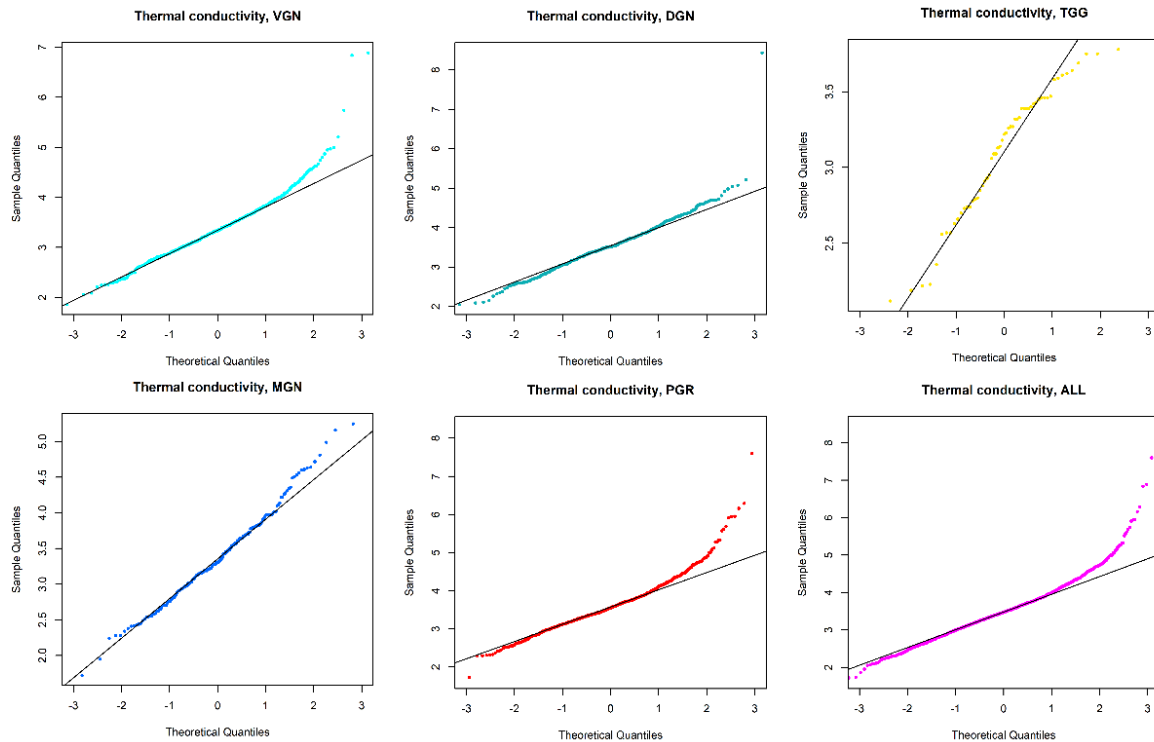 Thermal conductivity, VGN
Sample Quantiles
7
6
5
4
3
2
-3 -2 -1 0 1 2 3
Theoretical Quantiles
Thermal conductivity, DGN
Sample Quantiles
8
7
6
5
4
3
2
-3 -2 -1 0 1 2 3
Theoretical Quantiles
Thermal conductivity, TGG
Sample Quantiles
3.5
3.0
2.5
-3 -2 -1 0 1 2 3
Theoretical Quantiles
Thermal conductivity, MGN
Sample Quantiles
5.0
4.5
4.0
3.5
3.0
2.5
2.0
-3 -2 -1 0 1 2 3
Theoretical Quantiles
Thermal conductivity, PGR
Sample Quantiles
8
7
6
5
4
3
2
-3 -2 -1 0 1 2 3
Theoretical Quantiles
Thermal conductivity, ALL
Sample Quantiles
8
7
6
5
4
3
2
-3 -2 -1 0 1 2 3
Theoretical Quantiles